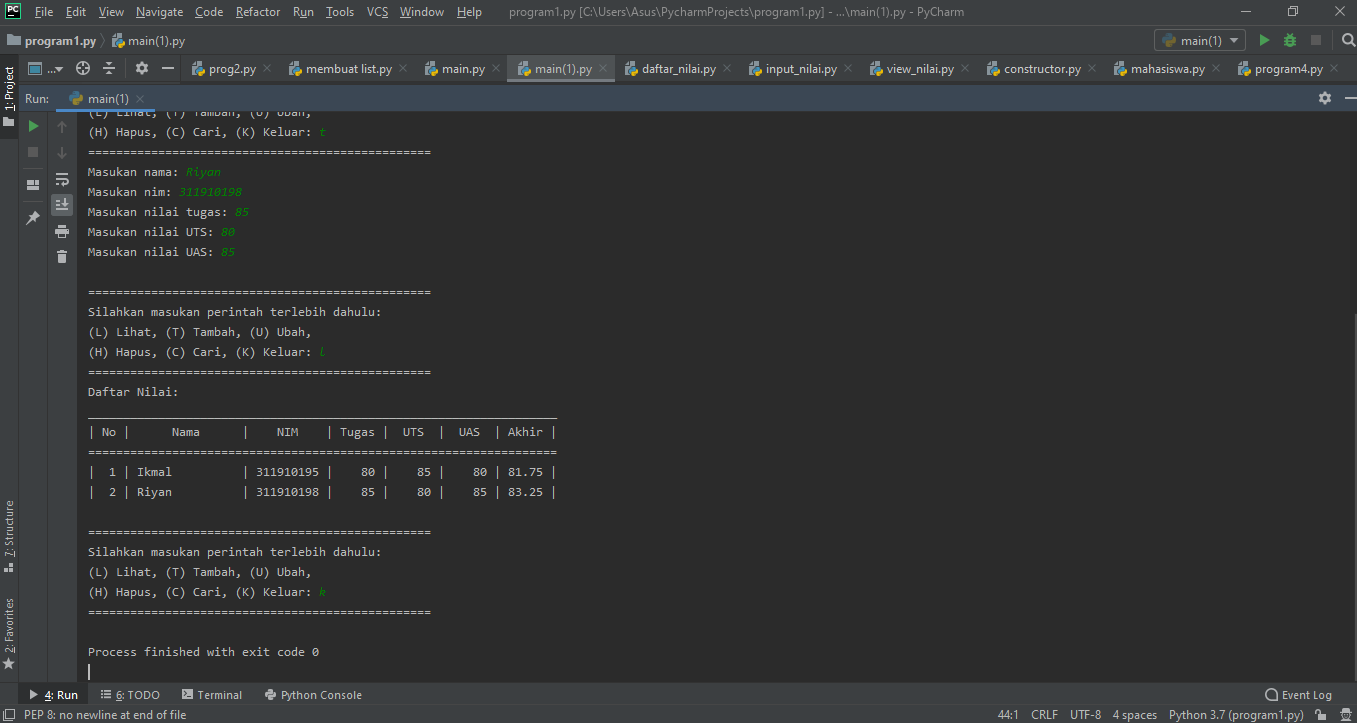 PC File Edit View Navigate Code Refactor Run Tools VCS Window Help program1.py [C:\Users\Asus\PycharmProjects\program1.py] - ...\main(1).py - PyCharm
program1.py main(1).py main(1)
... prog2.py membuat list.py main.py main(1).py daftar_nilai.py input_nilai.py view_nilai.py constructor.py mahasiswa.py program4.py
1: Project
Run: main(1)
(L) Lihat, (T) Tambah, (U) Ubah,
(H) Hapus, (C) Cari, (K) Keluar: t
=================================================
Masukan nama: Riyan
Masukan nim: 311910198
Masukan nilai tugas: 85
Masukan nilai UTS: 80
Masukan nilai UAS: 85
=================================================
Silahkan masukan perintah terlebih dahulu:
(L) Lihat, (T) Tambah, (U) Ubah,
(H) Hapus, (C) Cari, (K) Keluar: l
=================================================
Daftar Nilai:
___________________________________________________________________
| No | Nama | NIM | Tugas | UTS | UAS | Akhir |
===================================================================
| 1 | Ikmal | 311910195 | 80 | 85 | 80 | 81.75 |
| 2 | Riyan | 311910198 | 85 | 80 | 85 | 83.25 |
=================================================
Silahkan masukan perintah terlebih dahulu:
(L) Lihat, (T) Tambah, (U) Ubah,
(H) Hapus, (C) Cari, (K) Keluar: k
=================================================
Process finished with exit code 0
7: Structure
2: Favorites
4: Run 6: TODO Terminal Python Console Event Log
PEP 8: no newline at end of file 44:1 CRLF UTF-8 4 spaces Python 3.7 (program1.py)